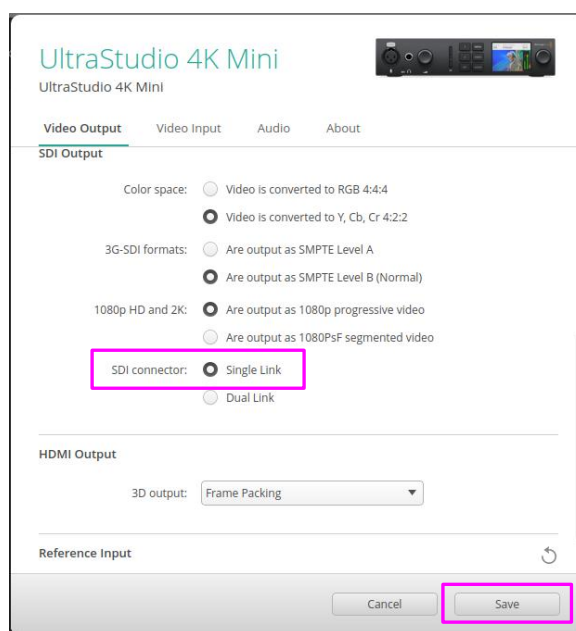 UltraStudio 4K Mini
UltraStudio 4K Mini
Video Output Video Input Audio About
SDI Output
Color space: Video is converted to RGB 4:4:4
Video is converted to Y, Cb, Cr 4:2:2
3G-SDI formats: Are output as SMPTE Level A
Are output as SMPTE Level B (Normal)
1080p HD and 2K: Are output as 1080p progressive video
Are output as 1080PsF segmented video
SDI connector: Single Link
Dual Link
HDMI Output
3D output: Frame Packing
Reference Input
Cancel Save